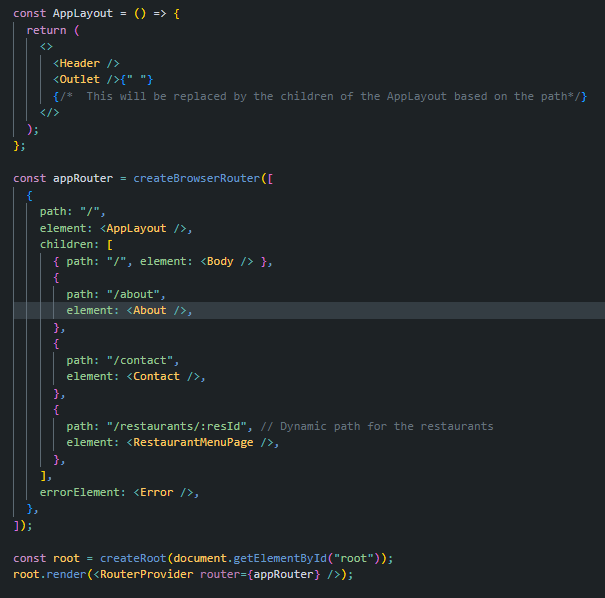 const AppLayout = () => {
  return (
    <>
      <Header />
      <Outlet />{" "}
      {/*  This will be replaced by the children of the AppLayout based on the path*/}
    </>
  );
};

const appRouter = createBrowserRouter([
  {
    path: "/",
    element: <AppLayout />,
    children: [
      { path: "/", element: <Body /> },
      {
        path: "/about",
        element: <About />,
      },
      {
        path: "/contact",
        element: <Contact />,
      },
      {
        path: "/restaurants/:resId", // Dynamic path for the restaurants
        element: <RestaurantMenuPage />,
      },
    ],
    errorElement: <Error />,
  },
]);

const root = createRoot(document.getElementById("root"));
root.render(<RouterProvider router={appRouter} />);